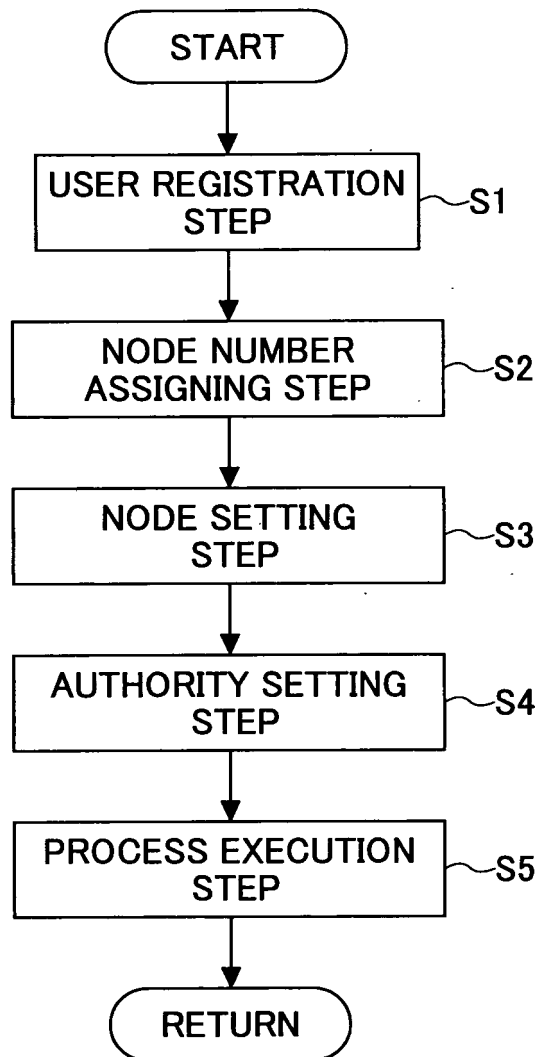 START
USER REGISTRATION
STEP
S1
NODE NUMBER
ASSIGNING STEP
S2
NODE SETTING
STEP
S3
AUTHORITY SETTING
STEP
S4
PROCESS EXECUTION
STEP
S5
RETURN